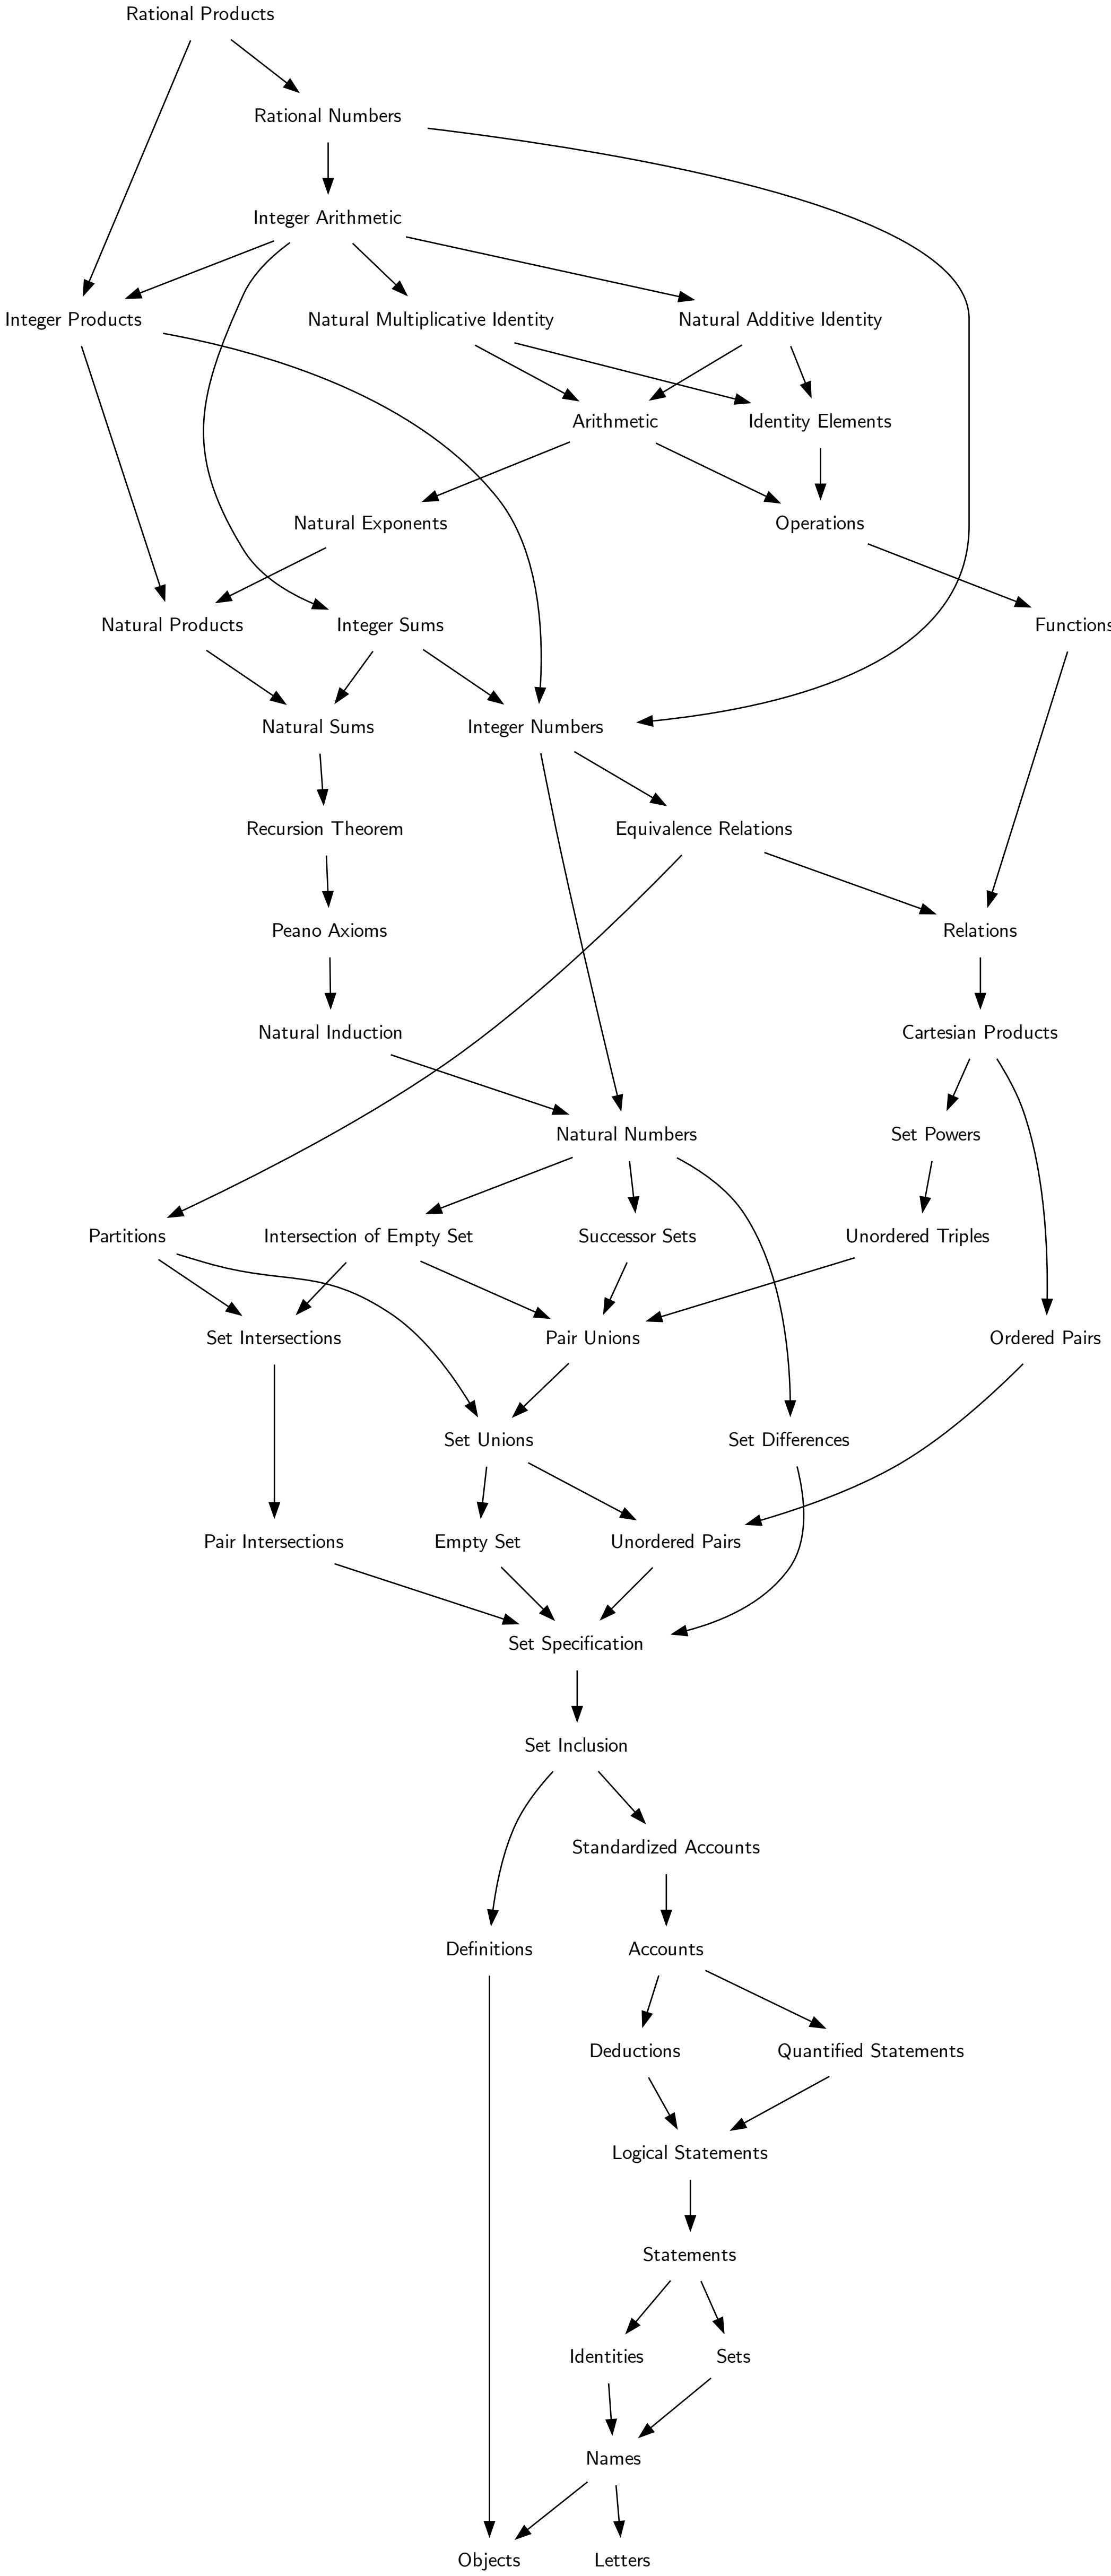 Rational Products
Rational Numbers
Integer Arithmetic
Integer Products
Natural Multiplicative Identity
Natural Additive Identity
Arithmetic
Identity Elements
Natural Exponents
Operations
Natural Products
Integer Sums
Functions
Natural Sums
Integer Numbers
Recursion Theorem
Equivalence Relations
Peano Axioms
Relations
Natural Induction
Cartesian Products
Natural Numbers
Set Powers
Partitions
Intersection of Empty Set
Successor Sets
Unordered Triples
Set Intersections
Pair Unions
Ordered Pairs
Set Unions
Set Differences
Pair Intersections
Empty Set
Unordered Pairs
Set Specification
Set Inclusion
Standardized Accounts
Definitions
Accounts
Deductions
Quantified Statements
Logical Statements
Statements
Identities
Sets
Names
Objects
Letters